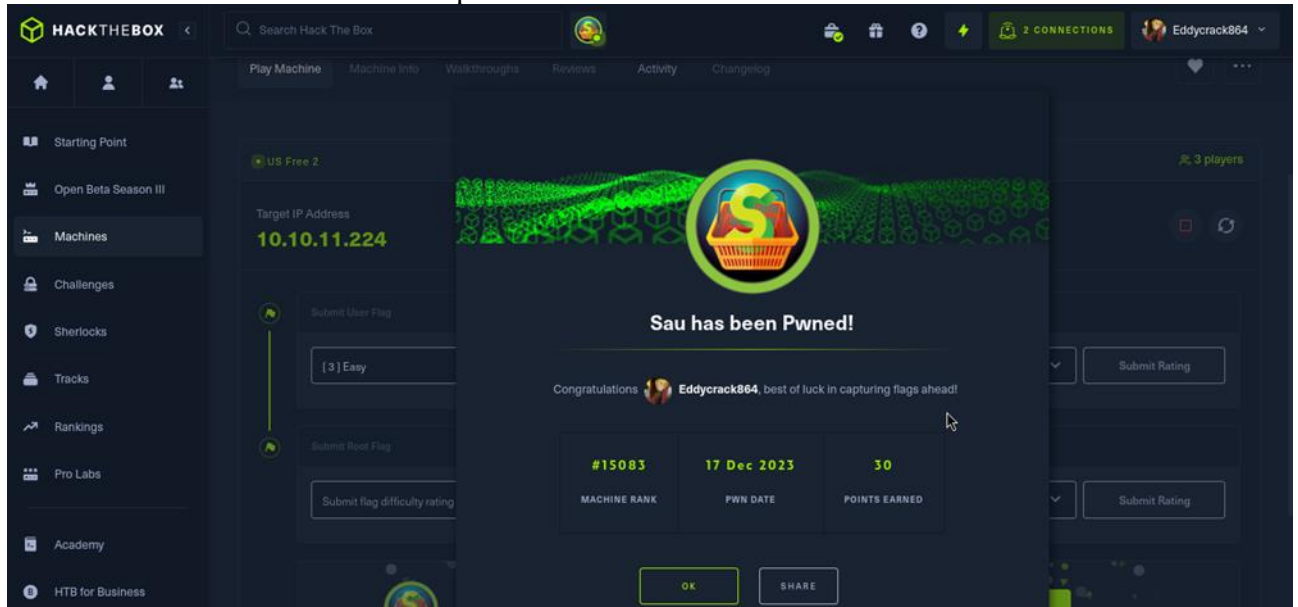 HACKTHEBOX
Search Hack The Box
2 CONNECTIONS
Eddycrack864
Play Machine Machine Info Walkthroughs Reviews Activity Changelog
Starting Point
Open Beta Season III
Machines
Challenges
Sherlocks
Tracks
Rankings
Pro Labs
Academy
HTB for Business
US Free 2
3 players
Target IP Address
10.10.11.224
Submit User Flag
[ 3 ] Easy
Submit Rating
Submit Root Flag
Submit flag difficulty rating
Submit Rating
Sau has been Pwned!
Congratulations Eddycrack864, best of luck in capturing flags ahead!
#15083 17 Dec 2023 30
MACHINE RANK PWN DATE POINTS EARNED
OK SHARE